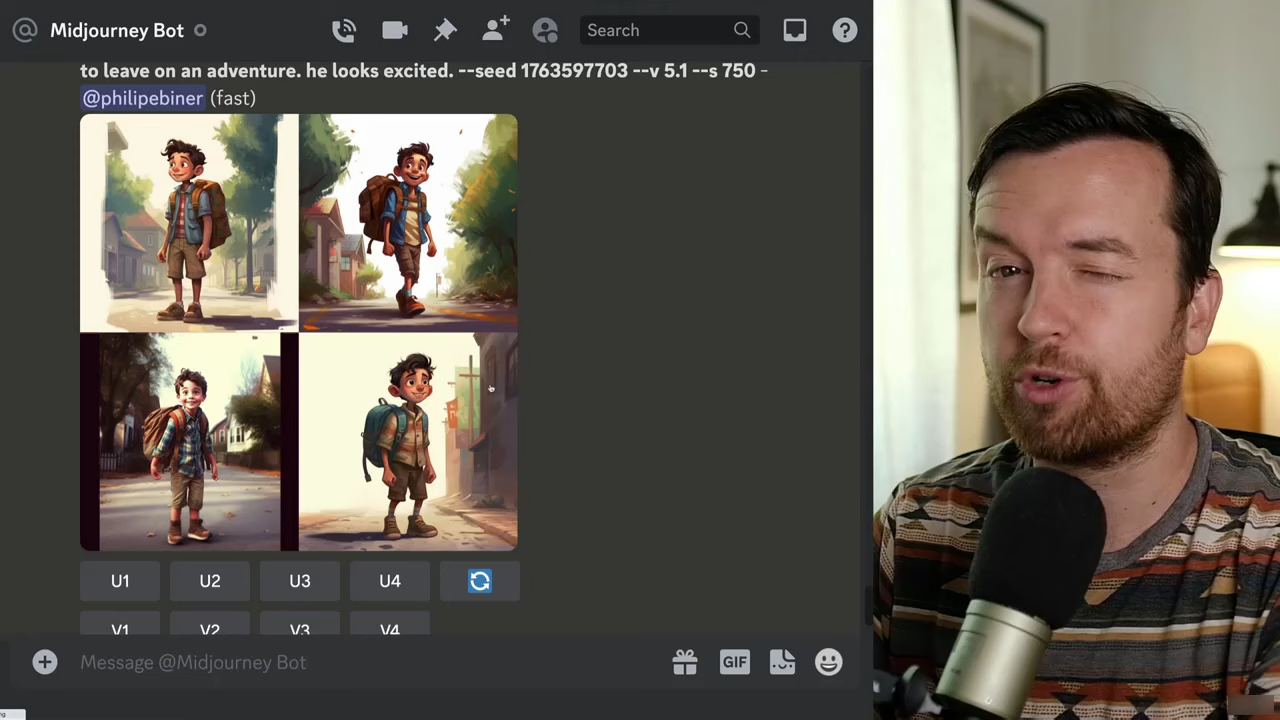 Midjourney Bot
Search
to leave on an adventure. he looks excited. --seed 1763597703 --v 5.1 --s 750 -
@philipebiner (fast)
U1 U2 U3 U4
V1 V2 V3 V4
Message @Midjourney Bot
GIF